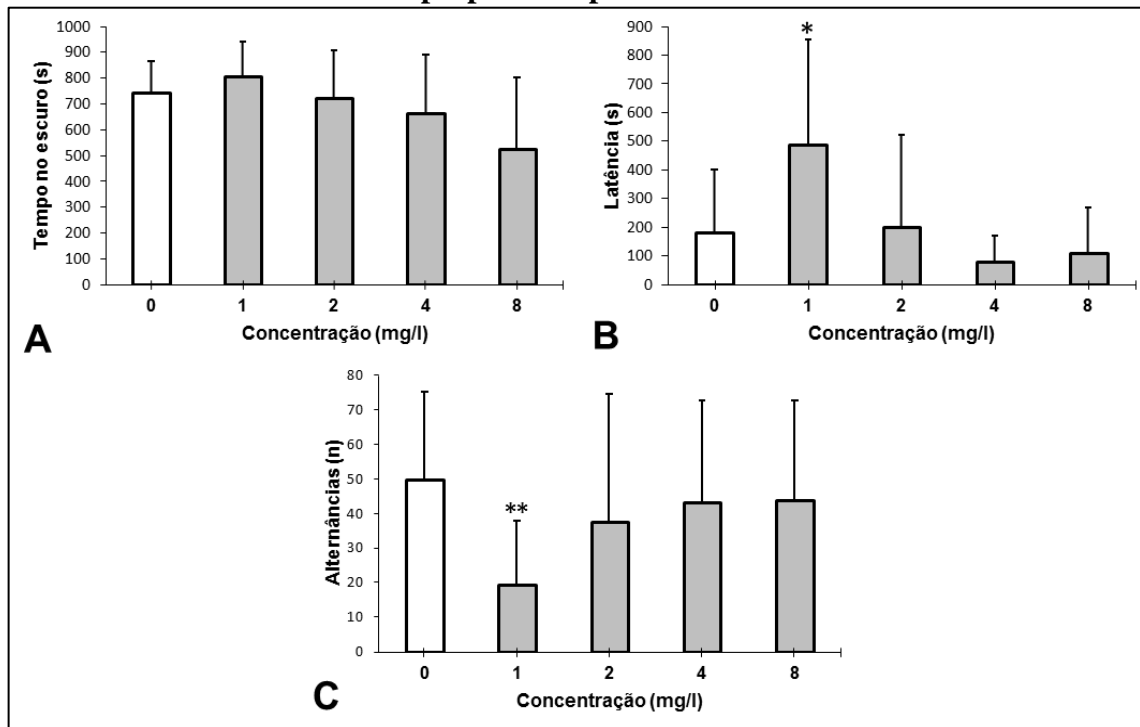 1000
900
800
700
600
500
400
300
200
100
0
Tempo no escuro (s)
0 1 2 4 8
Concentração (mg/l)
A
900
800
700
600
500
400
300
200
100
0
Latência (s)
*
0 1 2 4 8
Concentração (mg/l)
B
80
70
60
50
40
30
20
10
0
Alternâncias (n)
**
0 1 2 4 8
Concentração (mg/l)
C